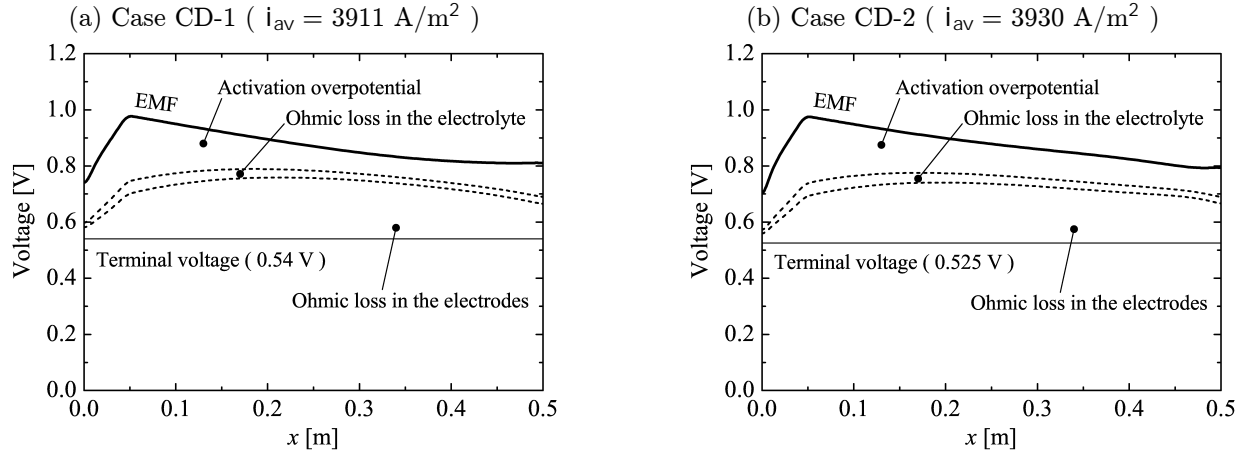 (a) Case CD-1 ( i_av = 3911 A/m² )
1.2
1.0
0.8
0.6
0.4
0.2
0.0
Voltage [V]
EMF
Activation overpotential
Ohmic loss in the electrolyte
Terminal voltage ( 0.54 V )
Ohmic loss in the electrodes
0.0 0.1 0.2 0.3 0.4 0.5
x [m]
(b) Case CD-2 ( i_av = 3930 A/m² )
1.2
1.0
0.8
0.6
0.4
0.2
0.0
Voltage [V]
EMF
Activation overpotential
Ohmic loss in the electrolyte
Terminal voltage ( 0.525 V )
Ohmic loss in the electrodes
0.0 0.1 0.2 0.3 0.4 0.5
x [m]